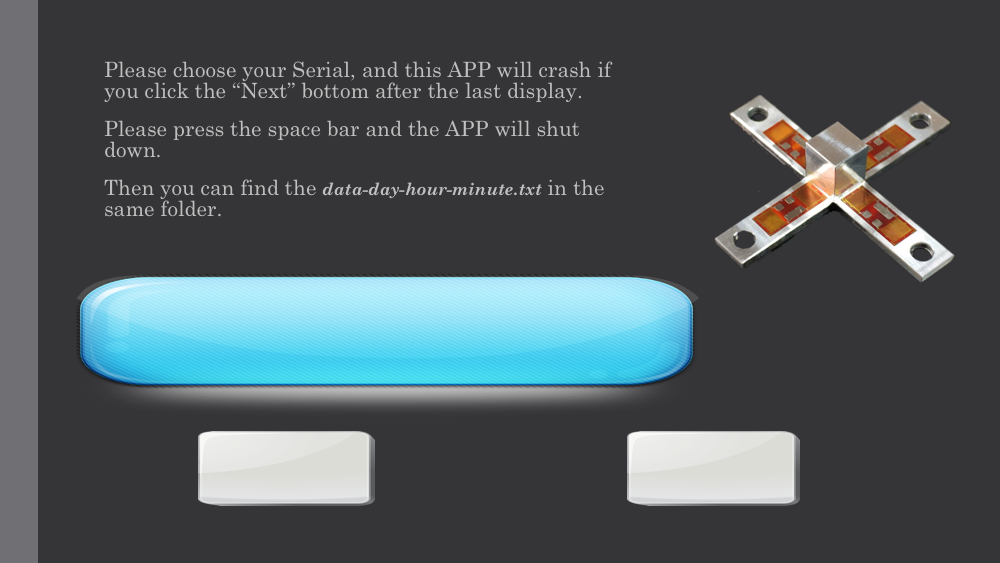 Please choose your Serial, and this APP will crash if
you click the “Next” bottom after the last display.
Please press the space bar and the APP will shut
down.
Then you can find the data-day-hour-minute.txt in the
same folder.